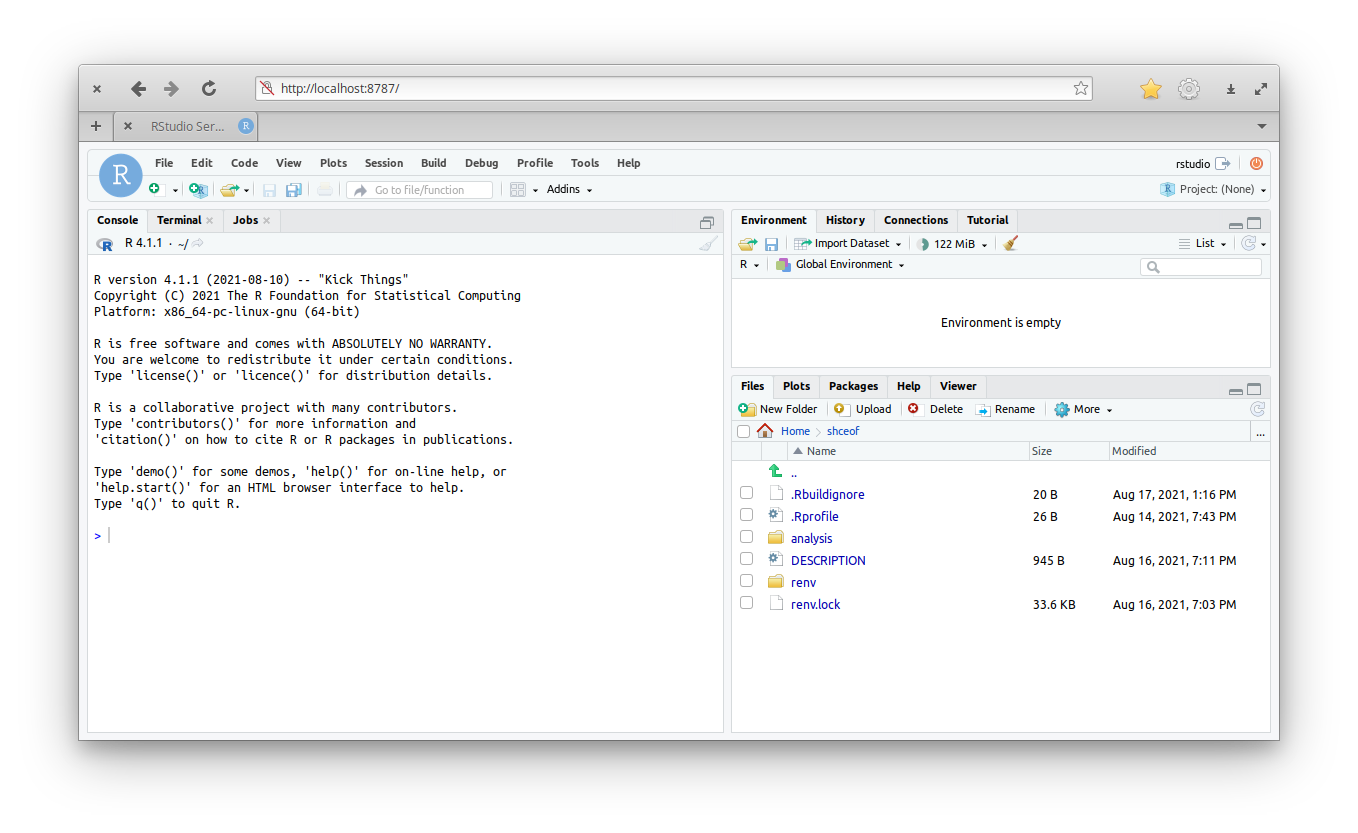 http://localhost:8787/
RStudio Ser... R
R File Edit Code View Plots Session Build Debug Profile Tools Help rstudio
Go to file/function Addins R Project: (None)
Console Terminal Jobs
R R 4.1.1 · ~/
R version 4.1.1 (2021-08-10) -- "Kick Things"
Copyright (C) 2021 The R Foundation for Statistical Computing
Platform: x86_64-pc-linux-gnu (64-bit)
R is free software and comes with ABSOLUTELY NO WARRANTY.
You are welcome to redistribute it under certain conditions.
Type 'license()' or 'licence()' for distribution details.
R is a collaborative project with many contributors.
Type 'contributors()' for more information and
'citation()' on how to cite R or R packages in publications.
Type 'demo()' for some demos, 'help()' for on-line help, or
'help.start()' for an HTML browser interface to help.
Type 'q()' to quit R.
>
Environment History Connections Tutorial
Import Dataset 122 MiB List
R Global Environment
Environment is empty
Files Plots Packages Help Viewer
New Folder Upload Delete Rename More
Home shceof ...
Name Size Modified
..
.Rbuildignore 20 B Aug 17, 2021, 1:16 PM
.Rprofile 26 B Aug 14, 2021, 7:43 PM
analysis
DESCRIPTION 945 B Aug 16, 2021, 7:11 PM
renv
renv.lock 33.6 KB Aug 16, 2021, 7:03 PM